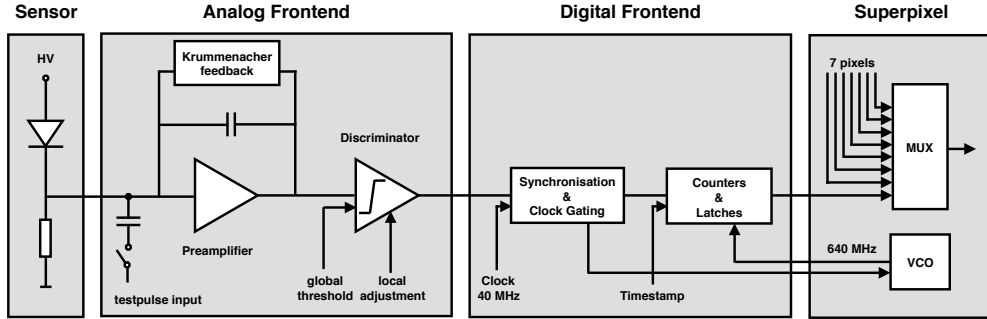 Sensor
Analog Frontend
Digital Frontend
Superpixel
HV
Krummenacher
feedback
Discriminator
Preamplifier
testpulse input
global
threshold
local
adjustment
Synchronisation
&
Clock Gating
Counters
&
Latches
Clock
40 MHz
Timestamp
640 MHz
7 pixels
MUX
VCO